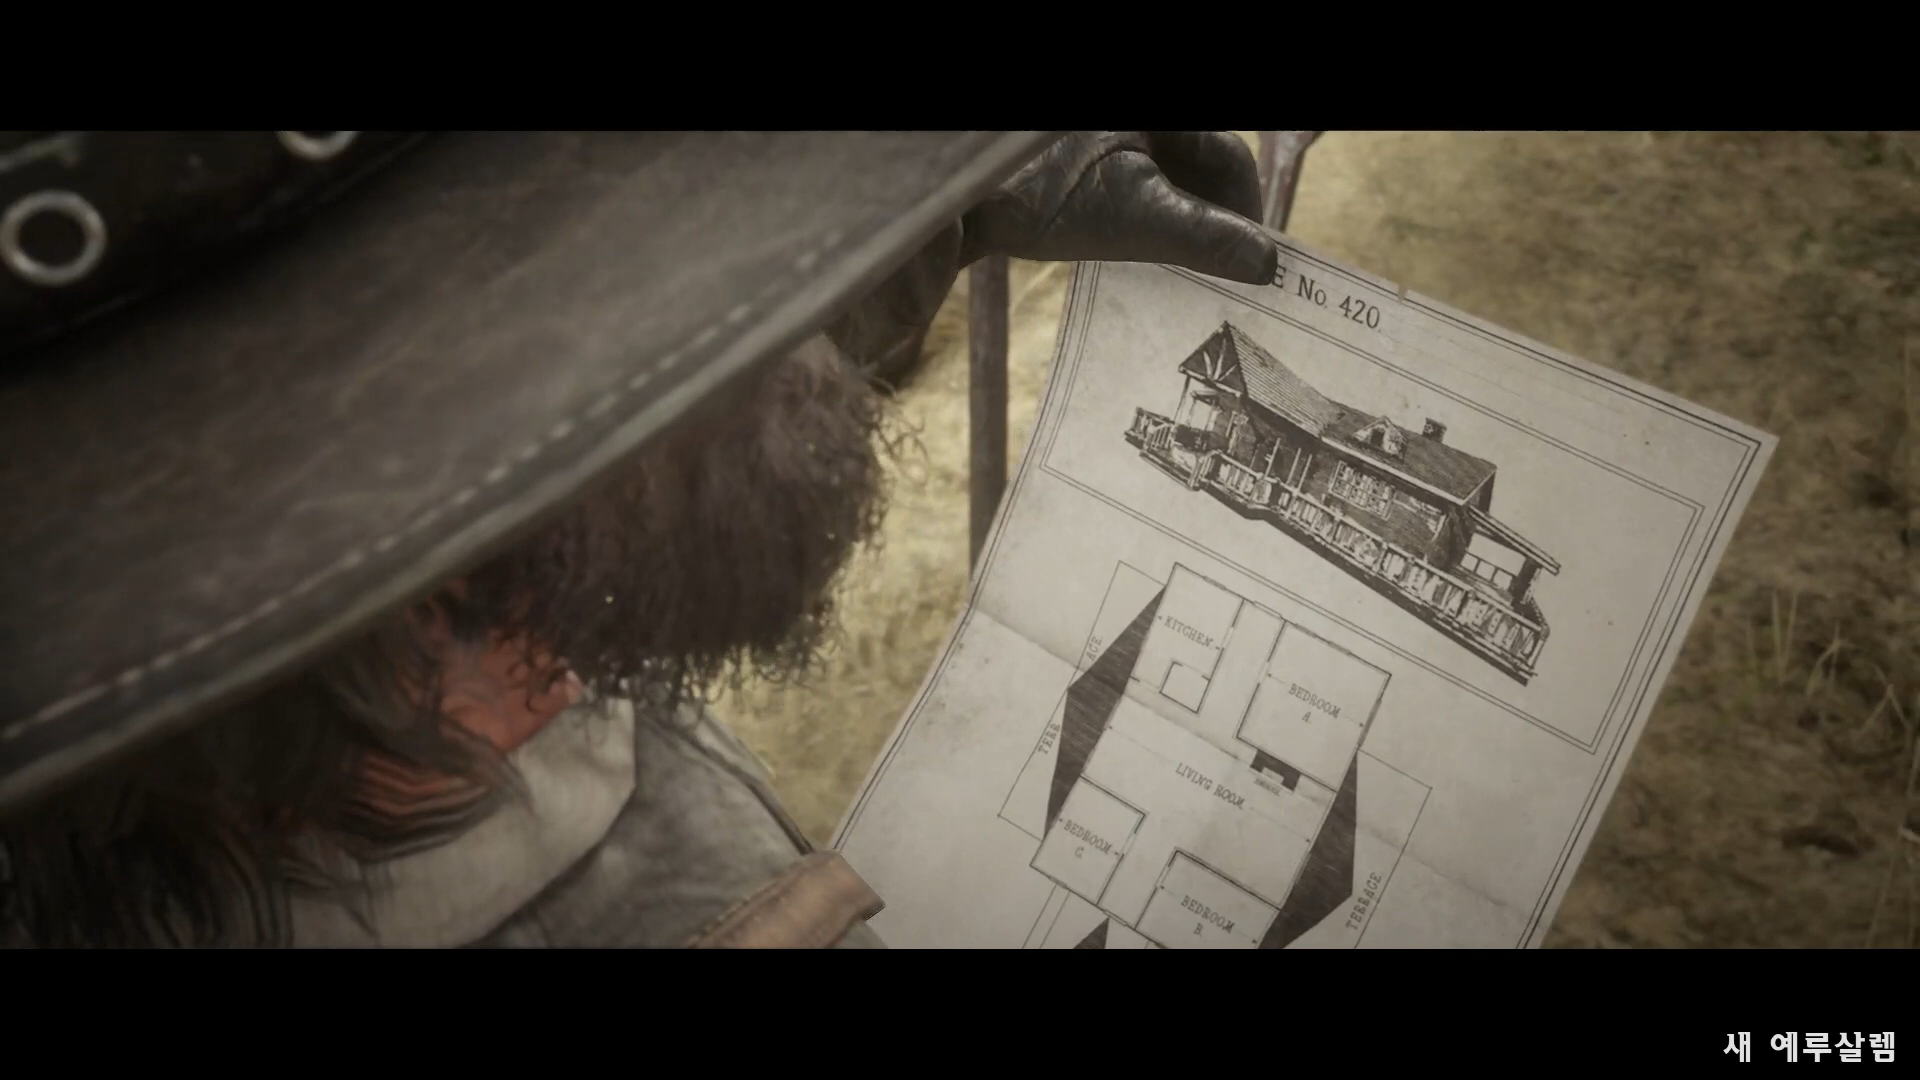 E No. 420
KITCHEN
BEDROOM
A.
LIVING ROOM
BEDROOM
C.
BEDROOM
B.
TERRACE
새 예루살렘